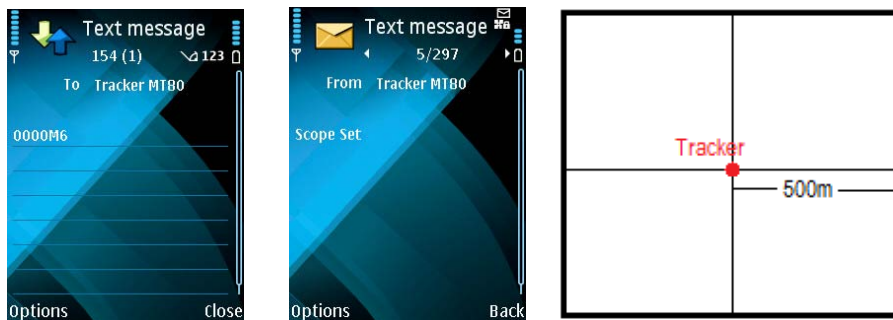 Text message
154 (1) 123
To Tracker MT80
0000M6
Options Close
Text message
5/297
From Tracker MT80
Scope Set
Options Back
Tracker
500m